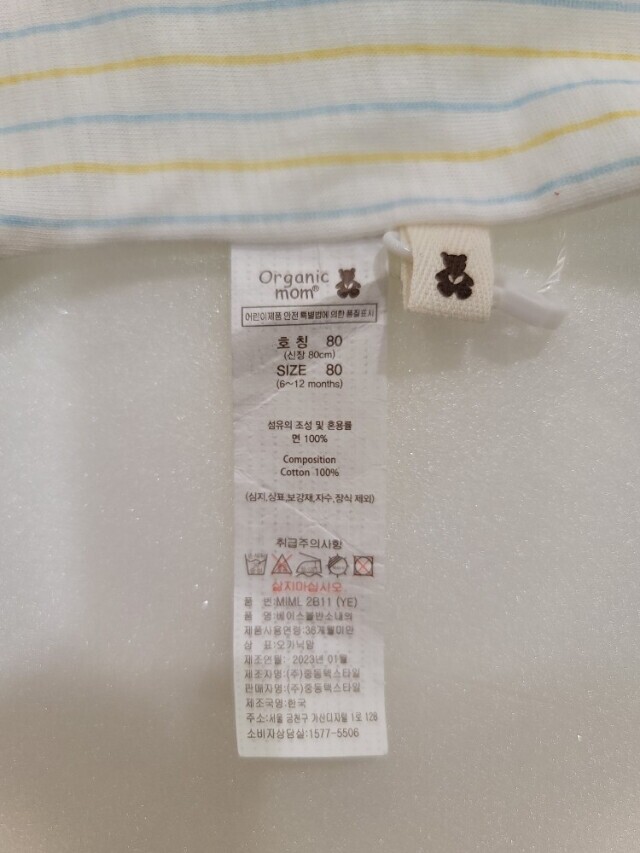 Organic
mom®
어린이제품 안전 특별법에 의한 품질표시
호 칭 80
(신장 80cm)
SIZE 80
(6~12 months)
섬유의 조성 및 혼용률
면 100%
Composition
Cotton 100%
(심지,상표,보강재,자수,장식 제외)
취급주의사항
삶지마십시오
품 번:MIML 2B11 (YE)
품 명:베이스볼반소내의
제품사용연령:36개월미만
상 표:오가닉맘
제조연월: 2023년 01월
제조자명:(주)중동텍스타일
판매자명:(주)중동텍스타일
제조국명:한국
주소:서울 금천구 가산디지털 1로 128
소비자상담실:1577-5506